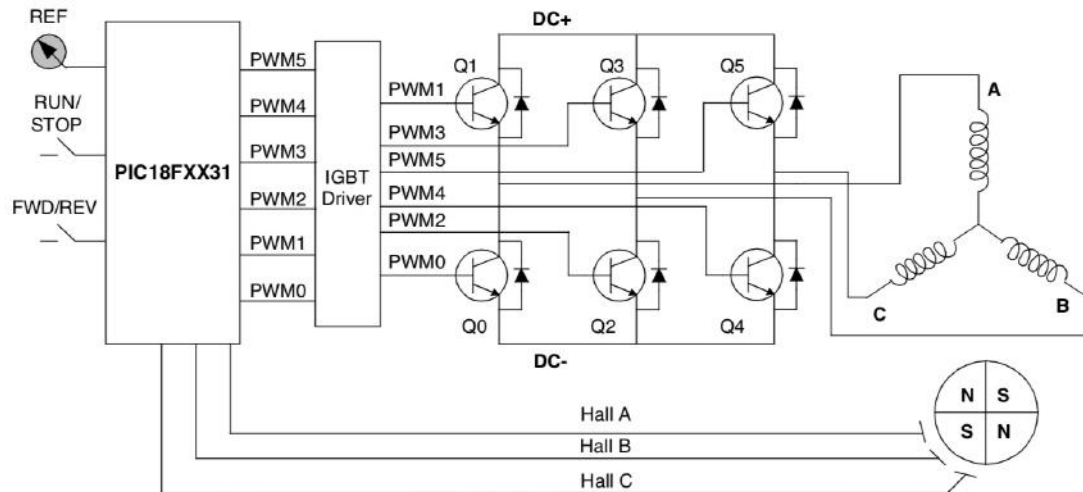 REF
RUN/
STOP
FWD/REV
PIC18FXX31
PWM5
PWM4
PWM3
PWM2
PWM1
PWM0
IGBT
Driver
PWM1
PWM3
PWM5
PWM4
PWM2
PWM0
DC+
Q1
Q3
Q5
Q0
Q2
Q4
DC-
A
C
B
Hall A
Hall B
Hall C
N S
S N